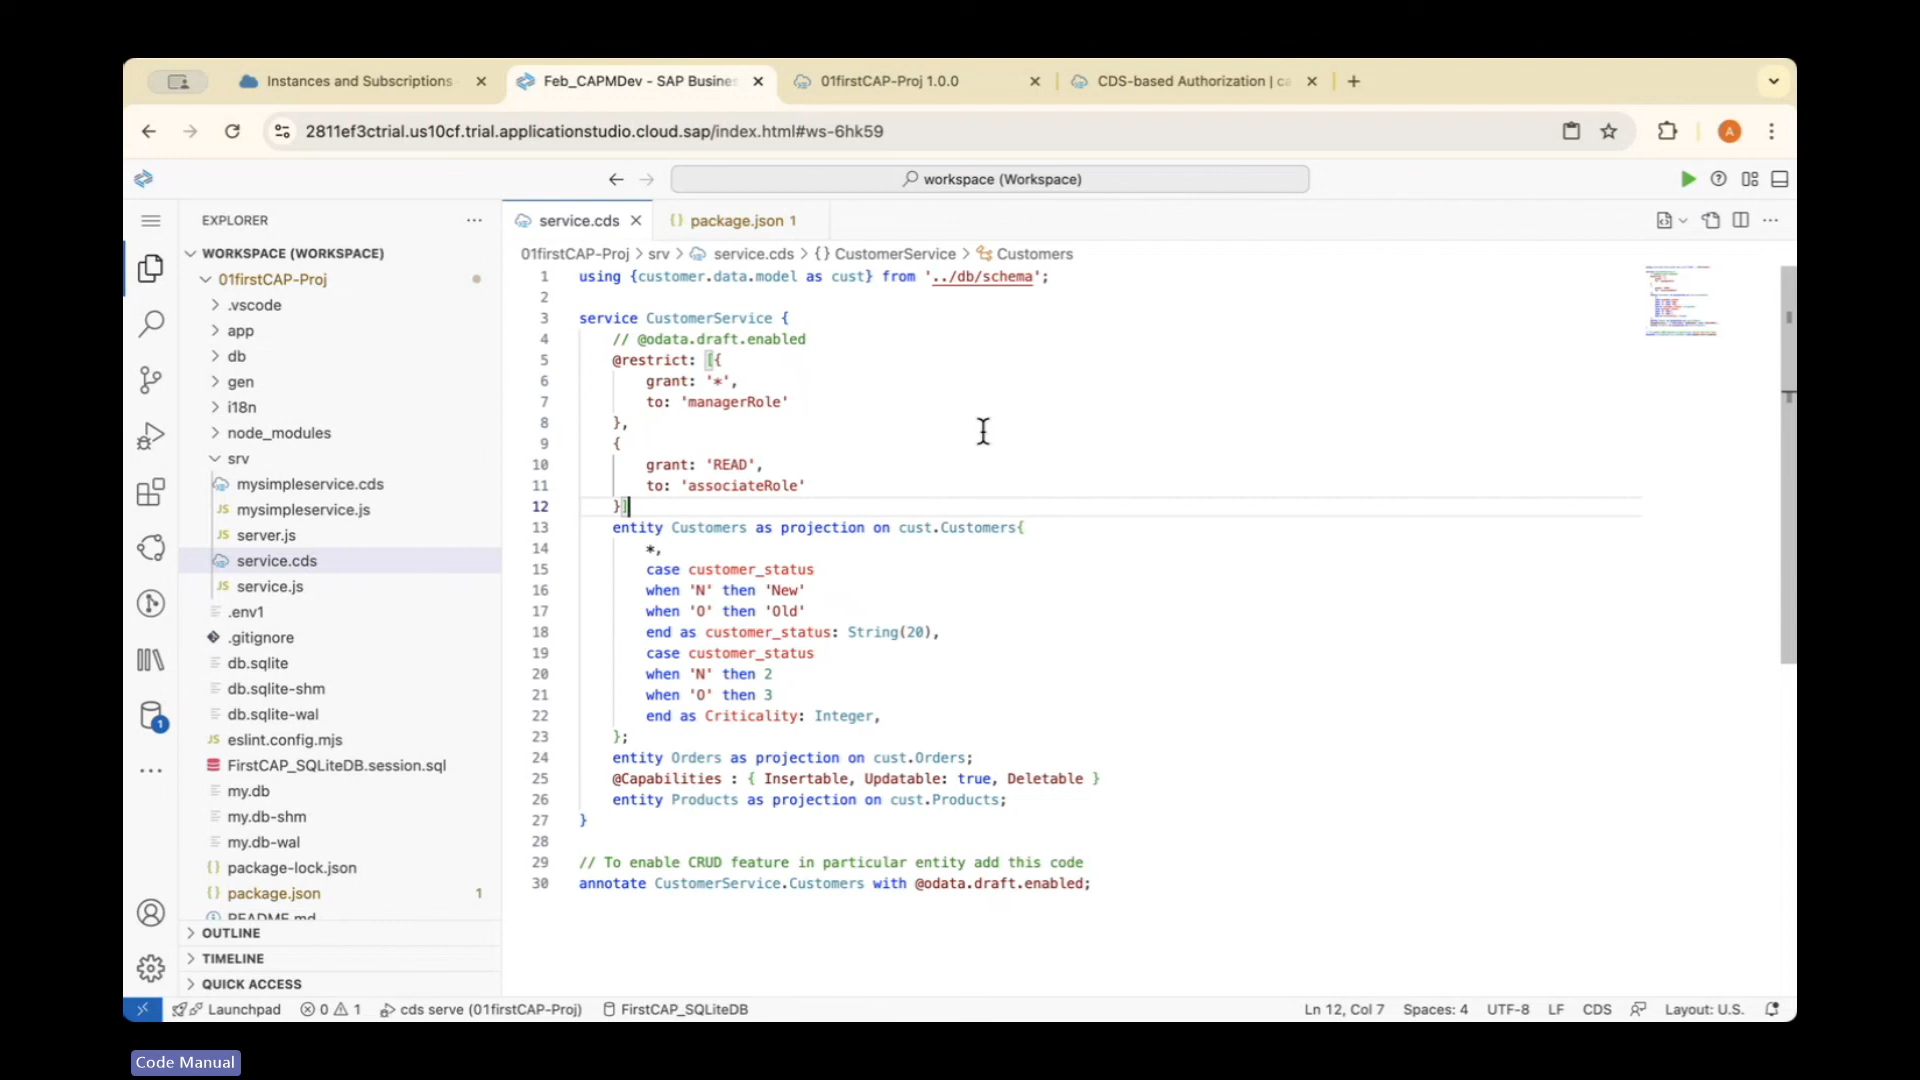 Instances and Subscriptions
Feb_CAPMDev - SAP Busine
01firstCAP-Proj 1.0.0
CDS-based Authorization | ca
2811ef3ctrial.us10cf.trial.applicationstudio.cloud.sap/index.html#ws-6hk59
A
workspace (Workspace)
EXPLORER
service.cds
{} package.json 1
WORKSPACE (WORKSPACE)
01firstCAP-Proj > srv > service.cds > {} CustomerService > Customers
01firstCAP-Proj
.vscode
app
db
gen
i18n
node_modules
srv
mysimpleservice.cds
JS mysimpleservice.js
JS server.js
service.cds
JS service.js
.env1
.gitignore
db.sqlite
db.sqlite-shm
db.sqlite-wal
JS eslint.config.mjs
FirstCAP_SQLiteDB.session.sql
my.db
my.db-shm
my.db-wal
{} package-lock.json
{} package.json 1
README.md
OUTLINE
TIMELINE
QUICK ACCESS
1
1 using {customer.data.model as cust} from '../db/schema';
2
3 service CustomerService {
4 // @odata.draft.enabled
5 @restrict: [{
6 grant: '*',
7 to: 'managerRole'
8 },
9 {
10 grant: 'READ',
11 to: 'associateRole'
12 }]
13 entity Customers as projection on cust.Customers{
14 *,
15 case customer_status
16 when 'N' then 'New'
17 when 'O' then 'Old'
18 end as customer_status: String(20),
19 case customer_status
20 when 'N' then 2
21 when 'O' then 3
22 end as Criticality: Integer,
23 };
24 entity Orders as projection on cust.Orders;
25 @Capabilities : { Insertable, Updatable: true, Deletable }
26 entity Products as projection on cust.Products;
27 }
28
29 // To enable CRUD feature in particular entity add this code
30 annotate CustomerService.Customers with @odata.draft.enabled;
Launchpad 0 1 cds serve (01firstCAP-Proj) FirstCAP_SQLiteDB Ln 12, Col 7 Spaces: 4 UTF-8 LF CDS Layout: U.S.
Code Manual